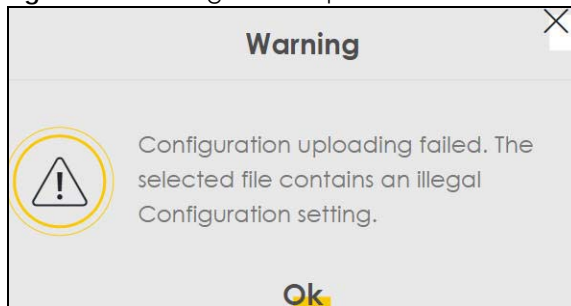 Warning
Configuration uploading failed. The
selected file contains an illegal
Configuration setting.
Ok